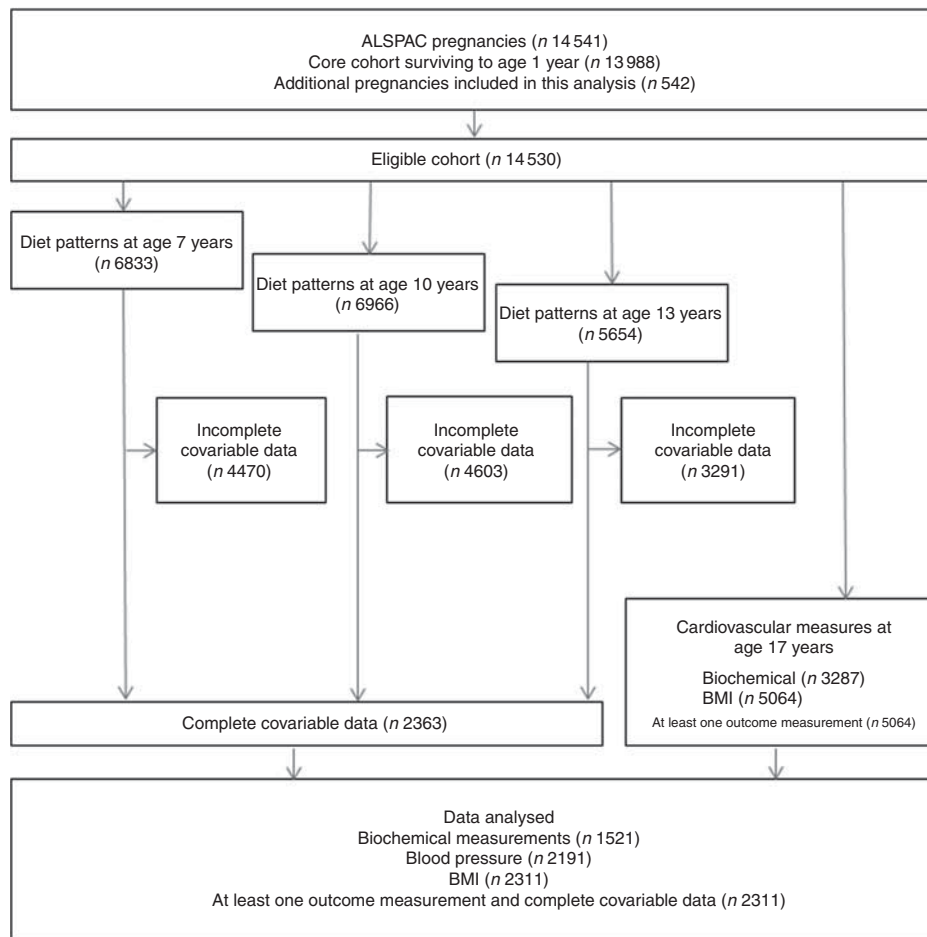 ALSPAC pregnancies (n 14 541)
Core cohort surviving to age 1 year (n 13 988)
Additional pregnancies included in this analysis (n 542)
Eligible cohort (n 14 530)
Diet patterns at age 7 years
(n 6833)
Diet patterns at age 10 years
(n 6966)
Diet patterns at age 13 years
(n 5654)
Incomplete
covariable data
(n 4470)
Incomplete
covariable data
(n 4603)
Incomplete
covariable data
(n 3291)
Cardiovascular measures at
age 17 years
Biochemical (n 3287)
BMI (n 5064)
At least one outcome measurement (n 5064)
Complete covariable data (n 2363)
Data analysed
Biochemical measurements (n 1521)
Blood pressure (n 2191)
BMI (n 2311)
At least one outcome measurement and complete covariable data (n 2311)